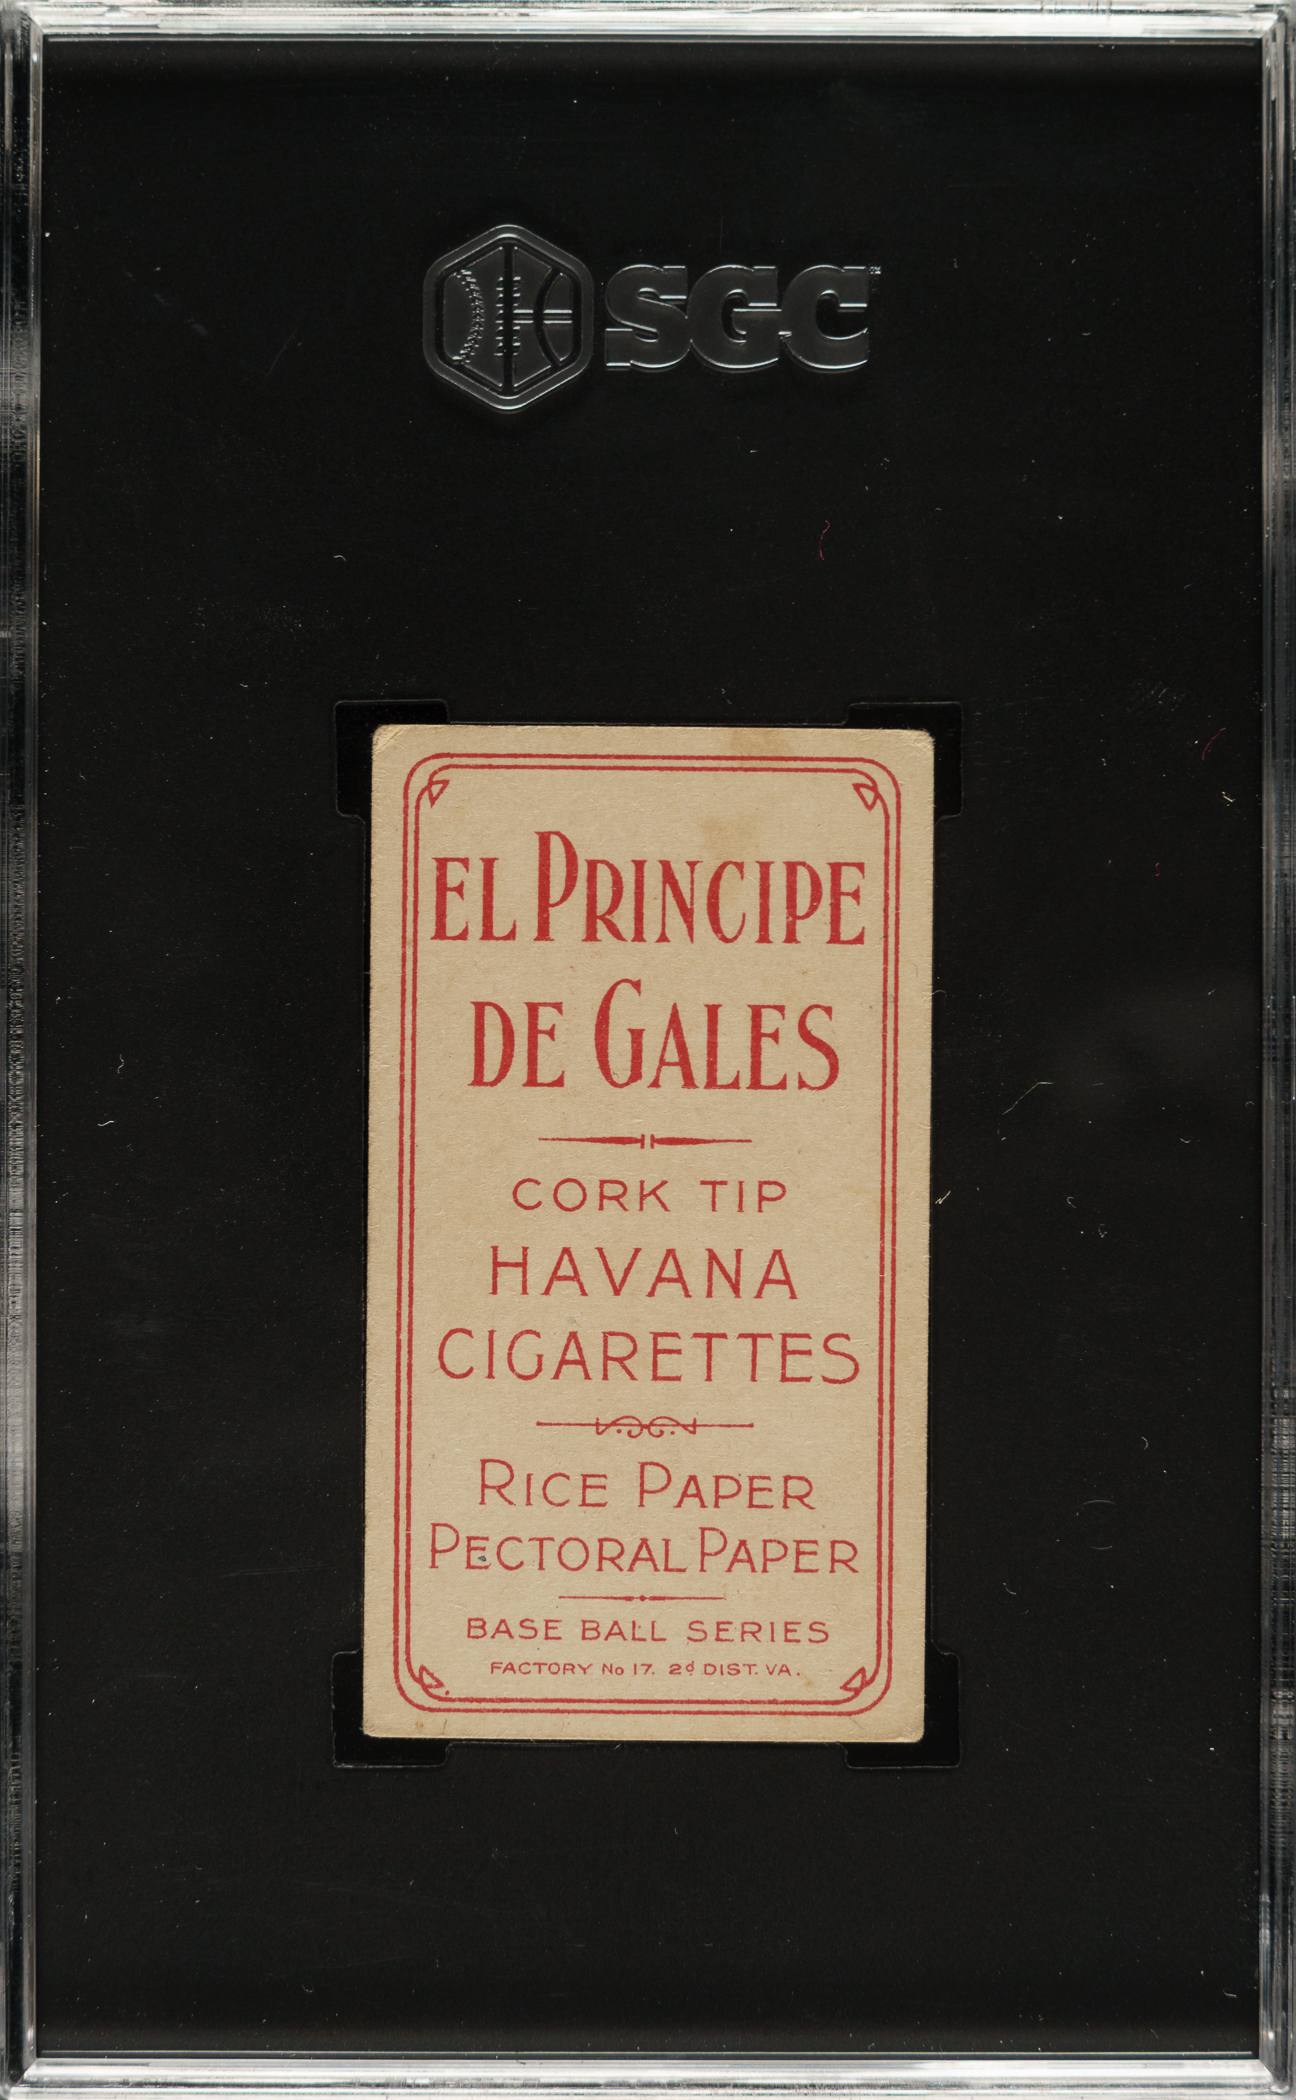 SGC
EL PRINCIPE
DE GALES
CORK TIP
HAVANA
CIGARETTES
RICE PAPER
PECTORAL PAPER
BASE BALL SERIES
FACTORY No 17. 2d DIST. VA.